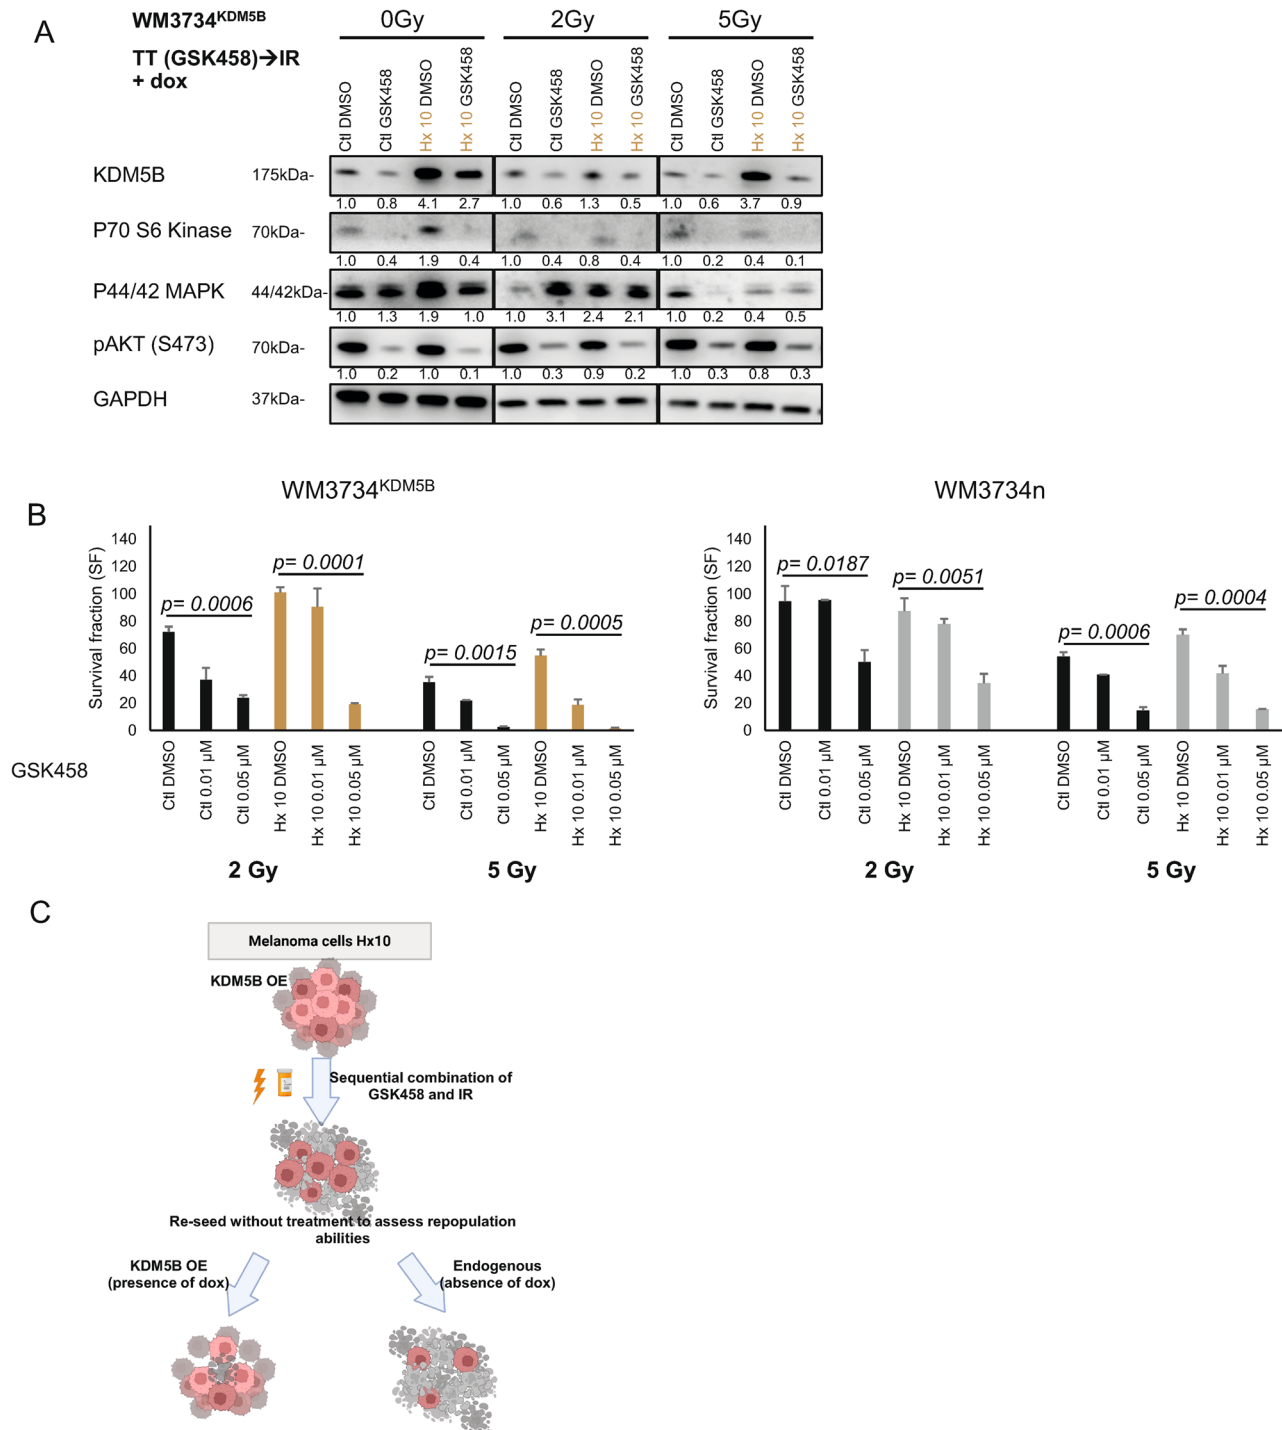 A
WM3734KDM5B
0Gy
2Gy
5Gy
TT (GSK458)→IR
+ dox
Ctl DMSO
Ctl GSK458
Hx 10 DMSO
Hx 10 GSK458
Ctl DMSO
Ctl GSK458
Hx 10 DMSO
Hx 10 GSK458
Ctl DMSO
Ctl GSK458
Hx 10 DMSO
Hx 10 GSK458
KDM5B 175kDa-
1.0 0.8 4.1 2.7 1.0 0.6 1.3 0.5 1.0 0.6 3.7 0.9
P70 S6 Kinase 70kDa-
1.0 0.4 1.9 0.4 1.0 0.4 0.8 0.4 1.0 0.2 0.4 0.1
P44/42 MAPK 44/42kDa-
1.0 1.3 1.9 1.0 1.0 3.1 2.4 2.1 1.0 0.2 0.4 0.5
pAKT (S473) 70kDa-
1.0 0.2 1.0 0.1 1.0 0.3 0.9 0.2 1.0 0.3 0.8 0.3
GAPDH 37kDa-
B
WM3734KDM5B
Survival fraction (SF)
140
120
100
80
60
40
20
0
p= 0.0006
p= 0.0001
p= 0.0015
p= 0.0005
GSK458
Ctl DMSO
Ctl 0.01 µM
Ctl 0.05 µM
Hx 10 DMSO
Hx 10 0.01 µM
Hx 10 0.05 µM
Ctl DMSO
Ctl 0.01 µM
Ctl 0.05 µM
Hx 10 DMSO
Hx 10 0.01 µM
Hx 10 0.05 µM
2 Gy
5 Gy
WM3734n
Survival fraction (SF)
140
120
100
80
60
40
20
0
p= 0.0187
p= 0.0051
p= 0.0006
p= 0.0004
Ctl DMSO
Ctl 0.01 µM
Ctl 0.05 µM
Hx 10 DMSO
Hx 10 0.01 µM
Hx 10 0.05 µM
Ctl DMSO
Ctl 0.01 µM
Ctl 0.05 µM
Hx 10 DMSO
Hx 10 0.01 µM
Hx 10 0.05 µM
2 Gy
5 Gy
C
Melanoma cells Hx10
KDM5B OE
Sequential combination of
GSK458 and IR
Re-seed without treatment to assess repopulation
abilities
KDM5B OE
(presence of dox)
Endogenous
(absence of dox)